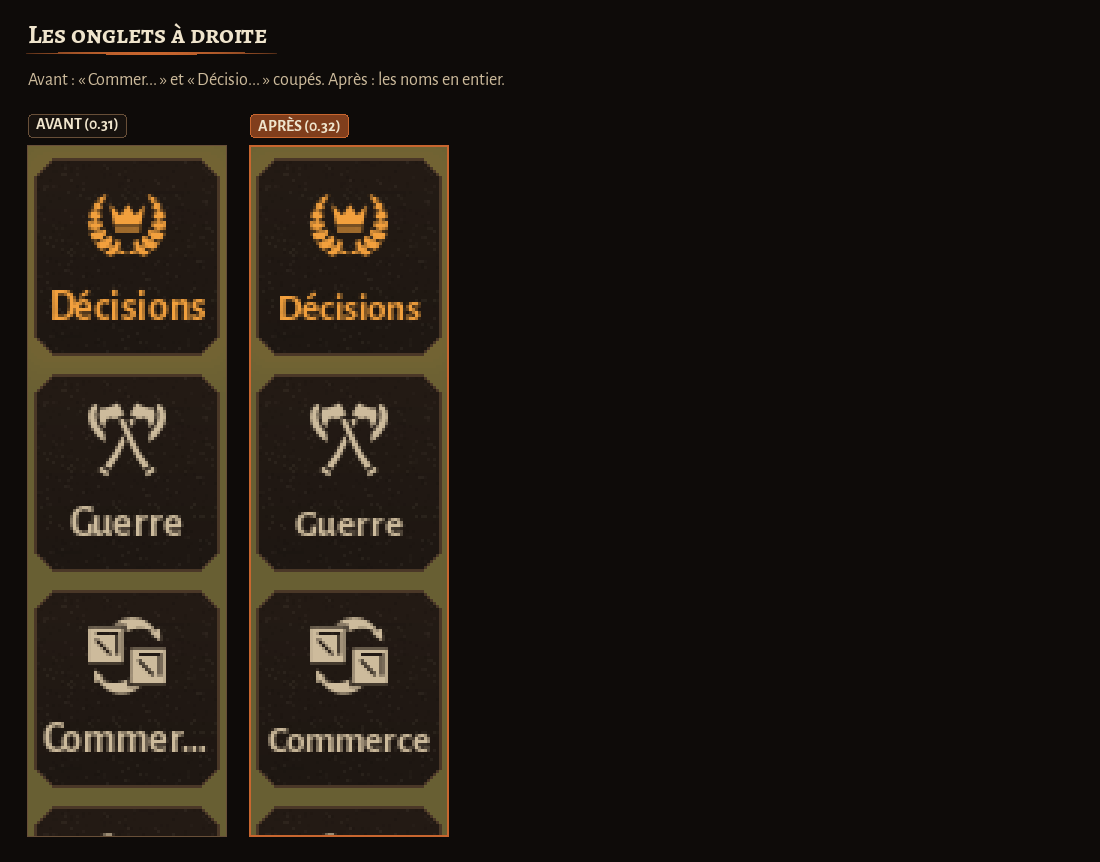 Les onglets à droite
Avant : « Commer... » et « Décisio... » coupés. Après : les noms en entier.
AVANT (0.31)
APRÈS (0.32)
Décisions
Décisions
Guerre
Guerre
Commer...
Commerce